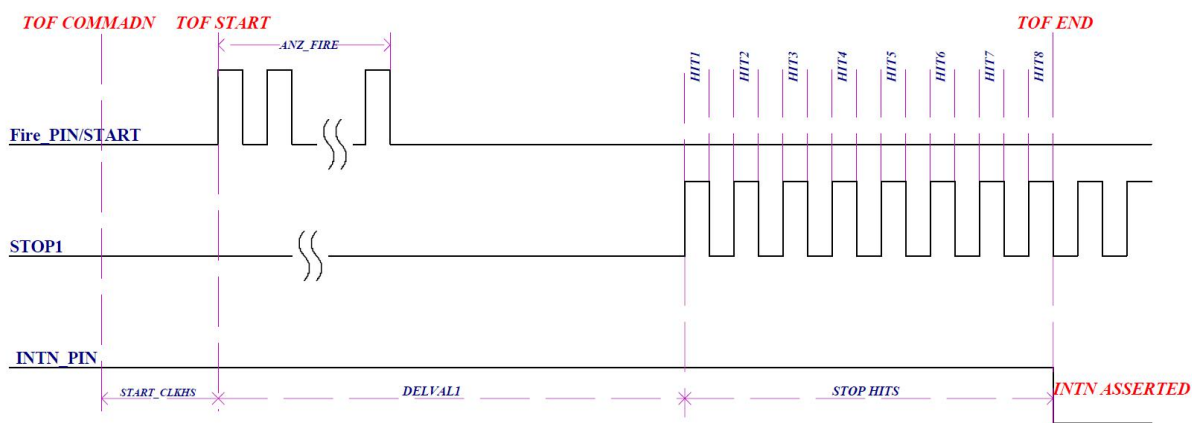 TOF COMMADN TOF START TOF END
ANZ_FIRE
HIT1 HIT2 HIT3 HIT4 HIT5 HIT6 HIT7 HIT8
Fire_PIN/START
STOP1
INTN_PIN
START_CLKHS DELVAL1 STOP HITS INTN ASSERTED